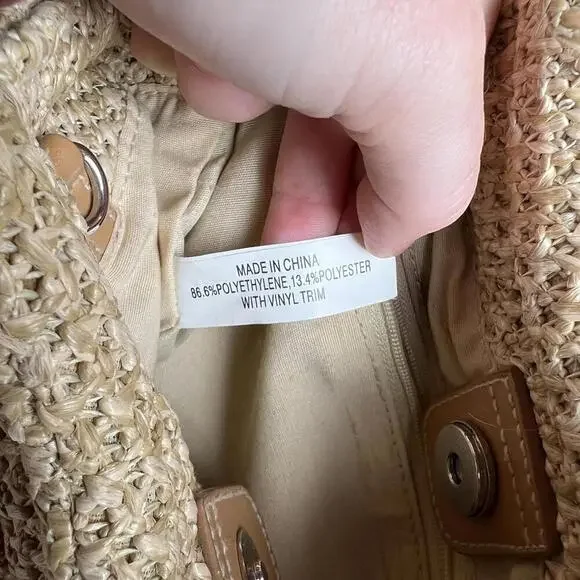 MADE IN CHINA
86.6%POLYETHYLENE,13.4%POLYESTER
WITH VINYL TRIM